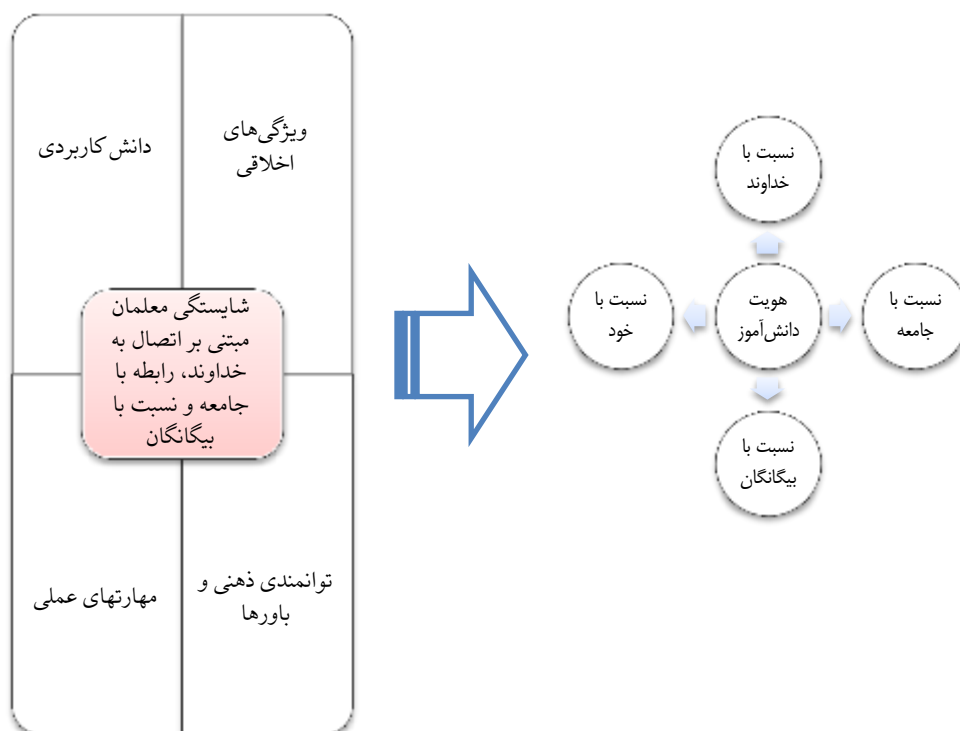 ویژگی‌های
اخلاقی
دانش کاربردی
شایستگی معلمان
مبتنی بر اتصال به
خداوند، رابطه با
جامعه و نسبت با
بیگانگان
توانمندی ذهنی و
باورها
مهارتهای عملی
نسبت با
خداوند
نسبت با
جامعه
هویت
دانش‌آموز
نسبت با
خود
نسبت با
بیگانگان